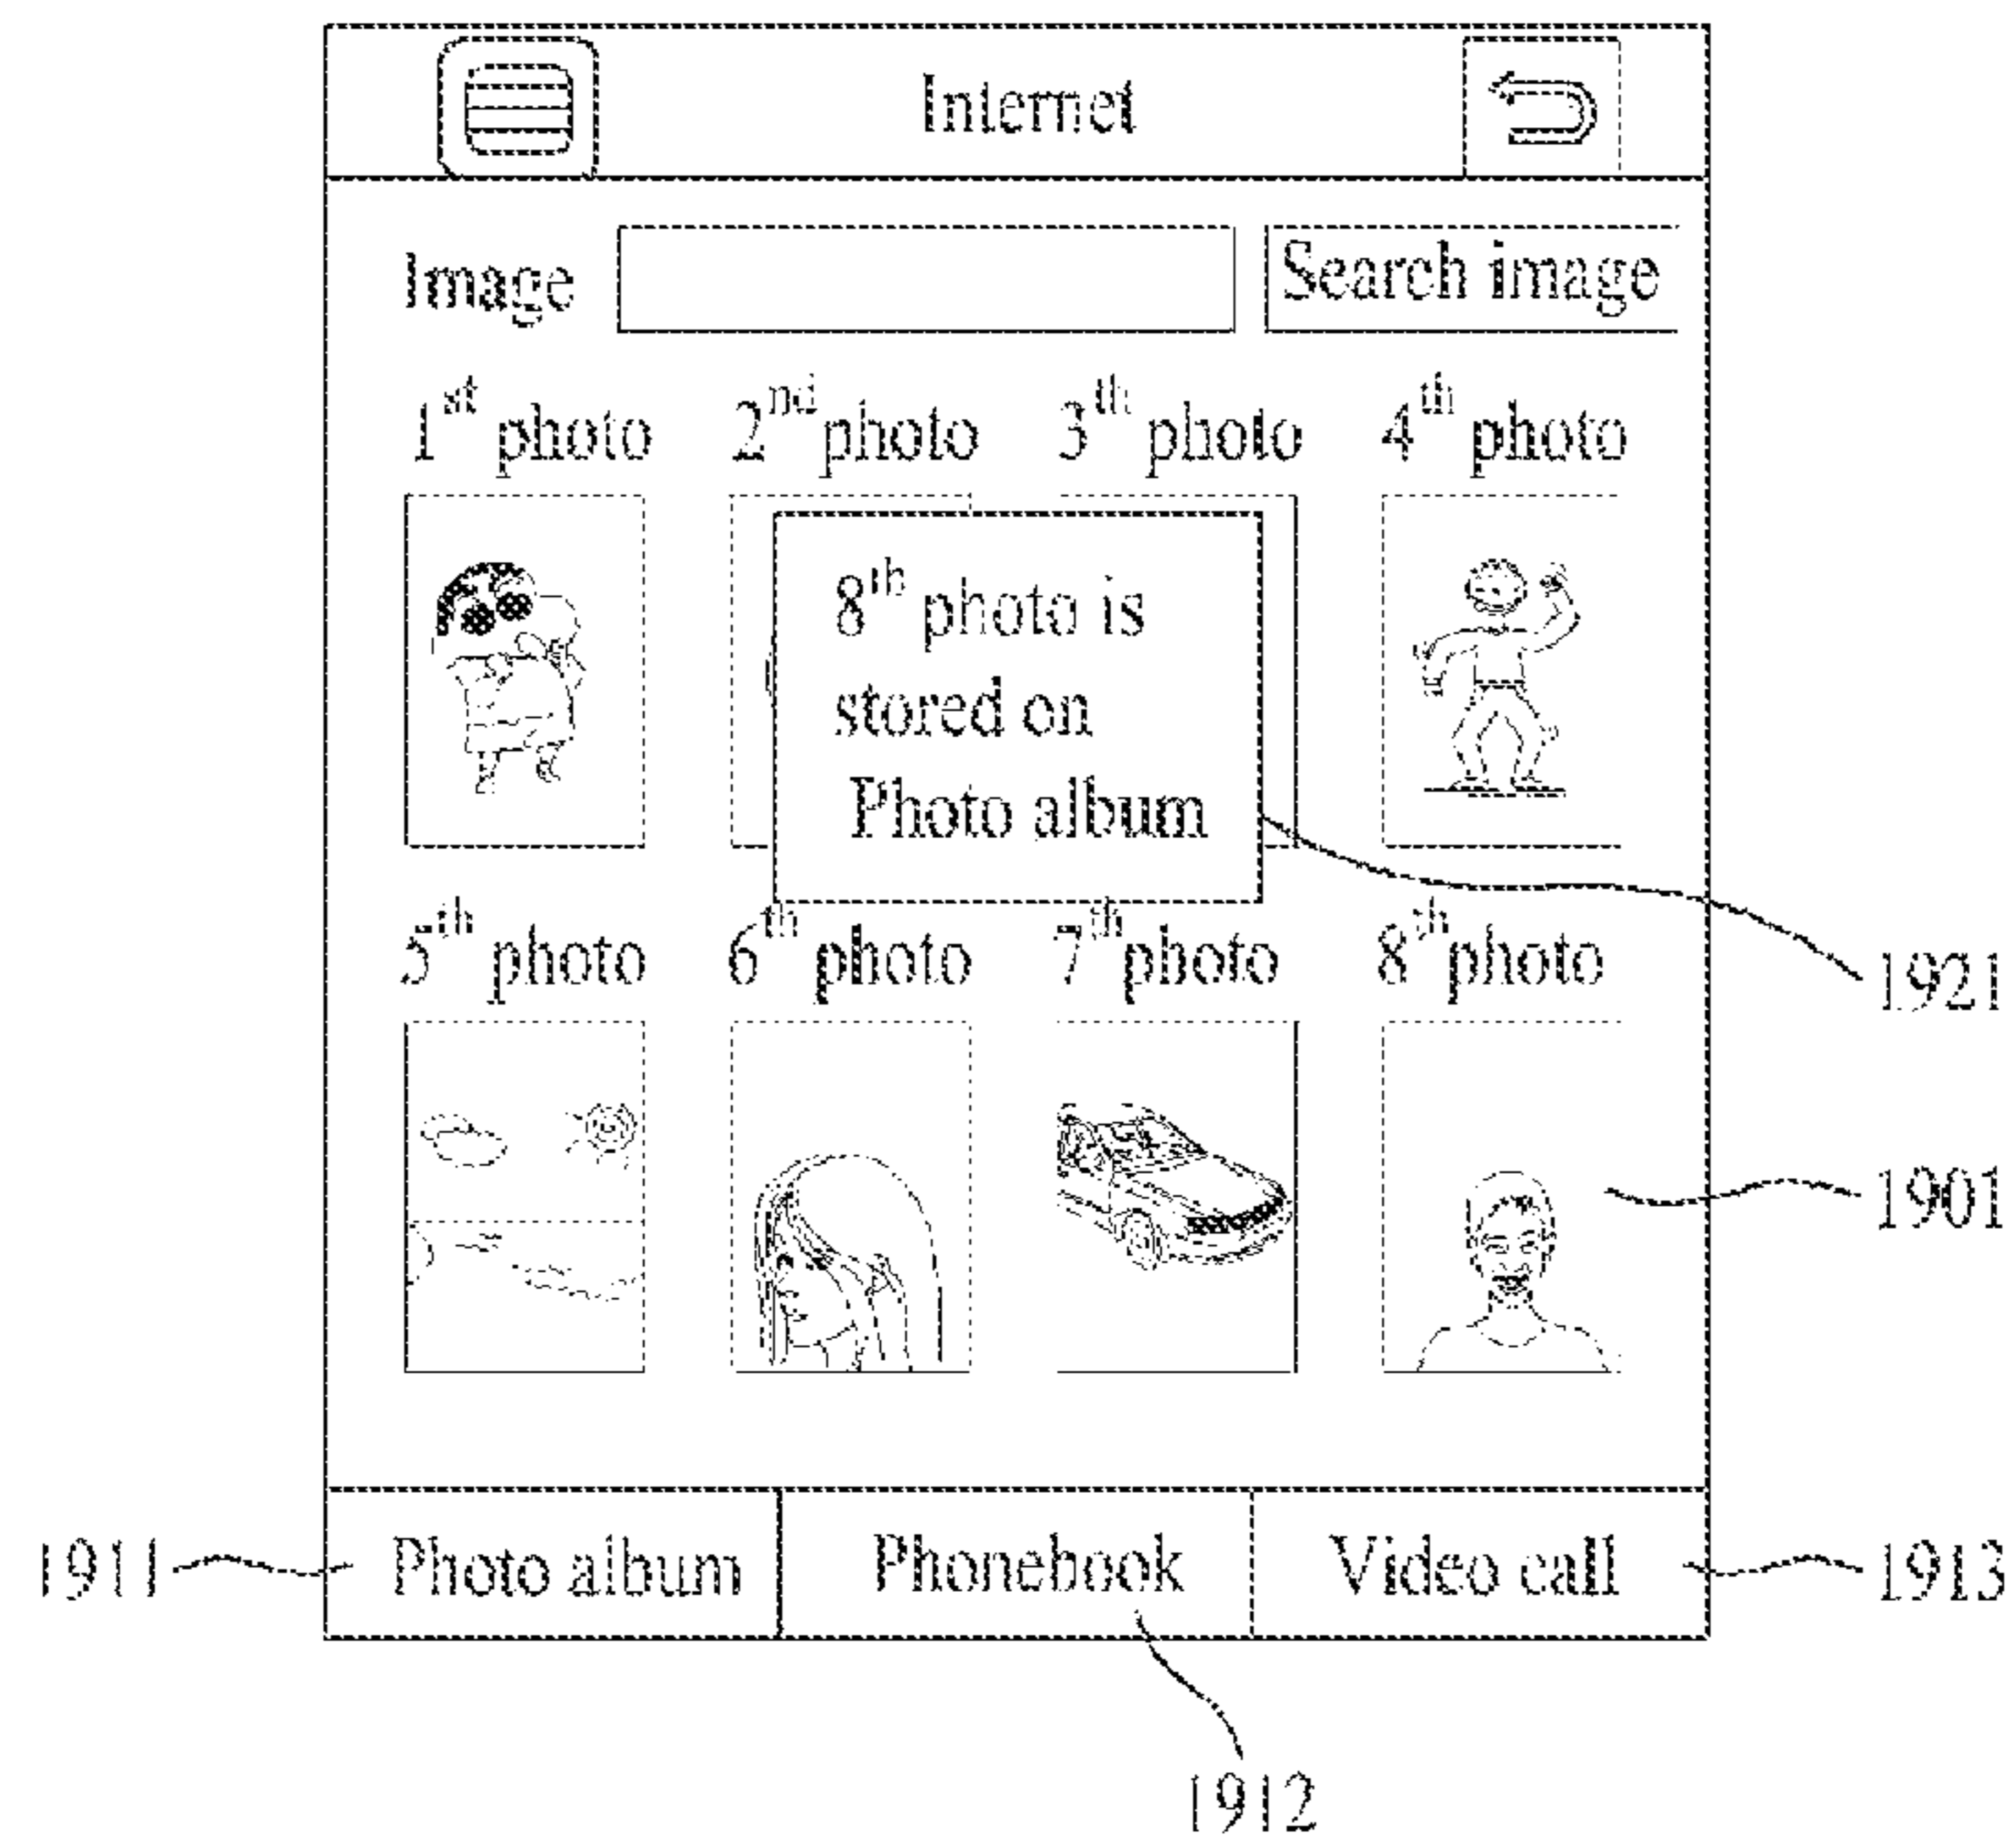 Internet
Image Search image
1st photo 2nd photo 3th photo 4th photo
8th photo is
stored on
Photo album
5th photo 6th photo 7th photo 8th photo
1921
1901
1911 Photo album Phonebook Video call 1913
1912